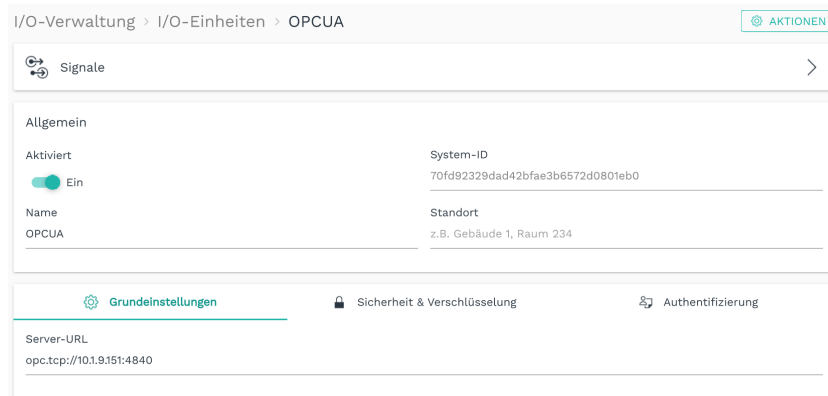 I/O-Verwaltung > I/O-Einheiten > OPCUA
AKTIONEN
Signale
Allgemein
Aktiviert
System-ID
Ein
70fd92329dad42bfae3b6572d0801eb0
Name
Standort
OPCUA
z.B. Gebäude 1, Raum 234
Grundeinstellungen
Sicherheit & Verschlüsselung
Authentifizierung
Server-URL
opc.tcp://10.1.9.151:4840